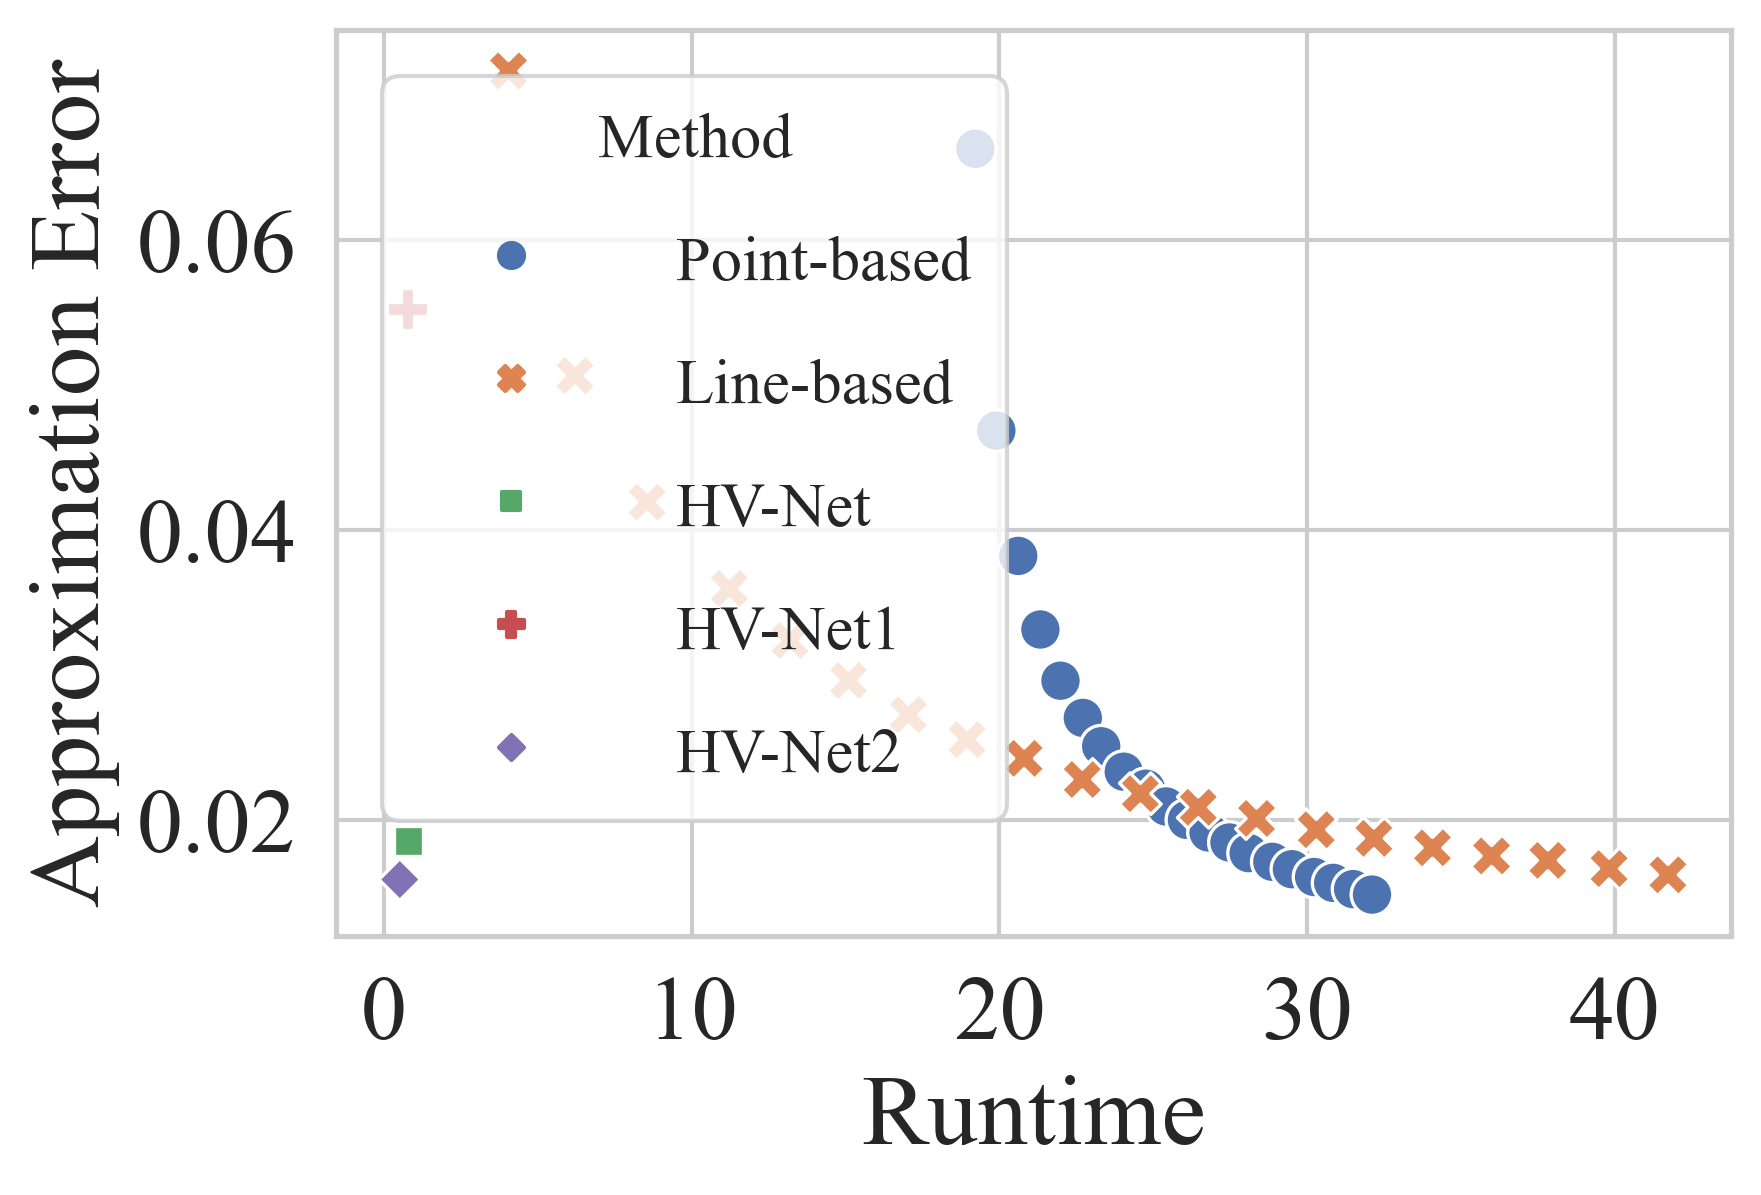 Approximation Error
0.06
0.04
0.02
Method
Point-based
Line-based
HV-Net
HV-Net1
HV-Net2
0 10 20 30 40
Runtime